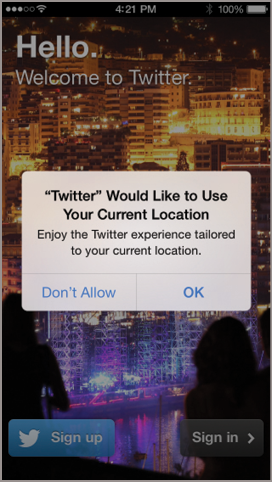 4:21 PM 100%
Hello.
Welcome to Twitter.
“Twitter” Would Like to Use
Your Current Location
Enjoy the Twitter experience tailored
to your current location.
Don’t Allow OK
Sign up Sign in